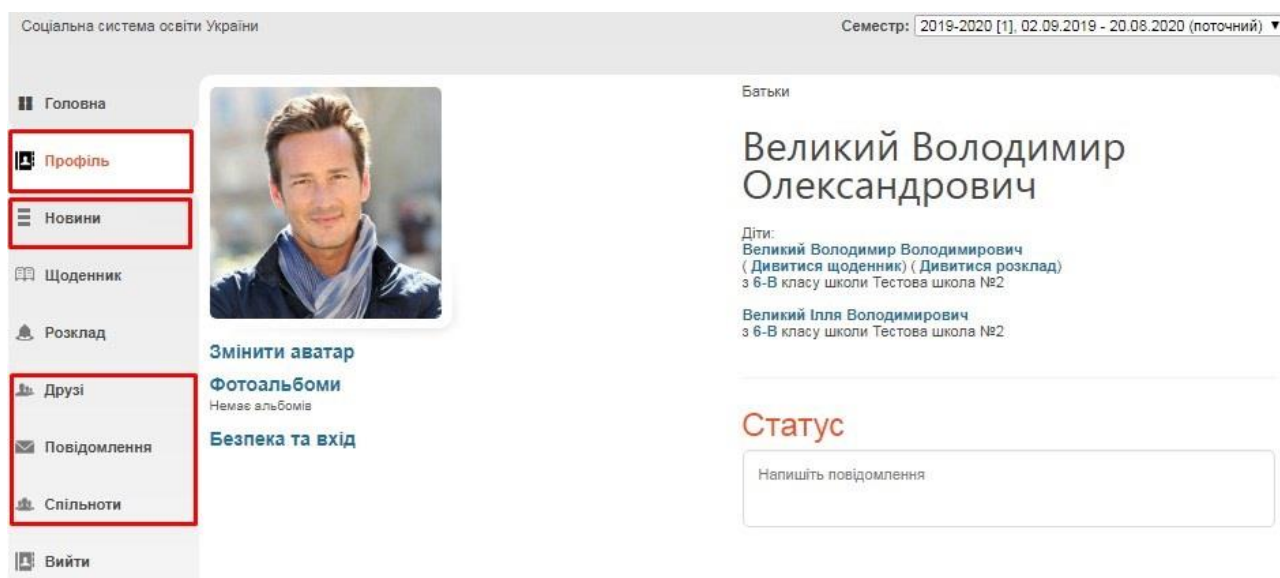 Соціальна система освіти України
Семестр: 2019-2020 [1], 02.09.2019 - 20.08.2020 (поточний)
Головна
Профіль
Новини
Щоденник
Розклад
Друзі
Повідомлення
Спільноти
Вийти
Змінити аватар
Фотоальбоми
Немає альбомів
Безпека та вхід
Батьки
Великий Володимир
Олександрович
Діти:
Великий Володимир Володимирович
( Дивитися щоденник) ( Дивитися розклад)
з 6-В класу школи Тестова школа №2
Великий Ілля Володимирович
з 6-В класу школи Тестова школа №2
Статус
Напишіть повідомлення